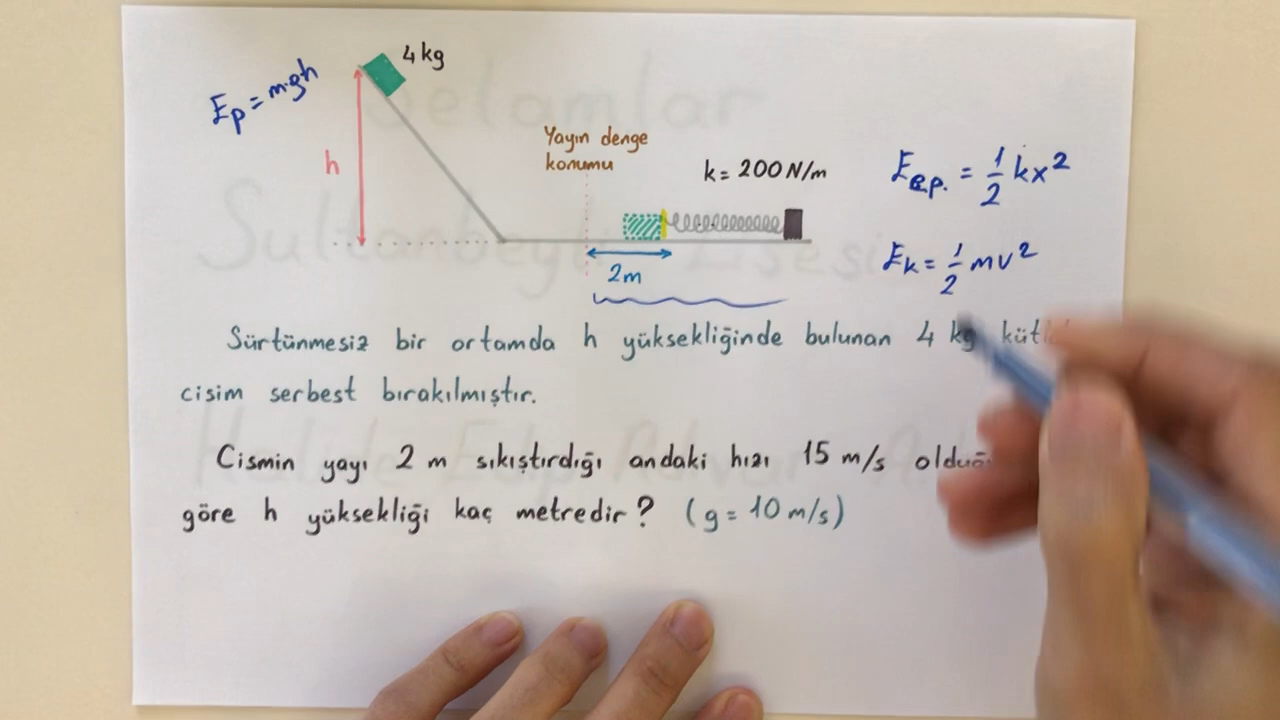 4 kg
Ep = mgh
h
Yayın denge
konumu
k = 200 N/m
Eep. = 1/2 kx²
Ek = 1/2 mv²
2m
Sürtünmesiz bir ortamda h yüksekliğinde bulunan 4 kg
cisim serbest bırakılmıştır.
Cismin yayı 2 m sıkıştırdığı andaki hızı 15 m/s
göre h yüksekliği kaç metredir? (g = 10 m/s)
Selamlar